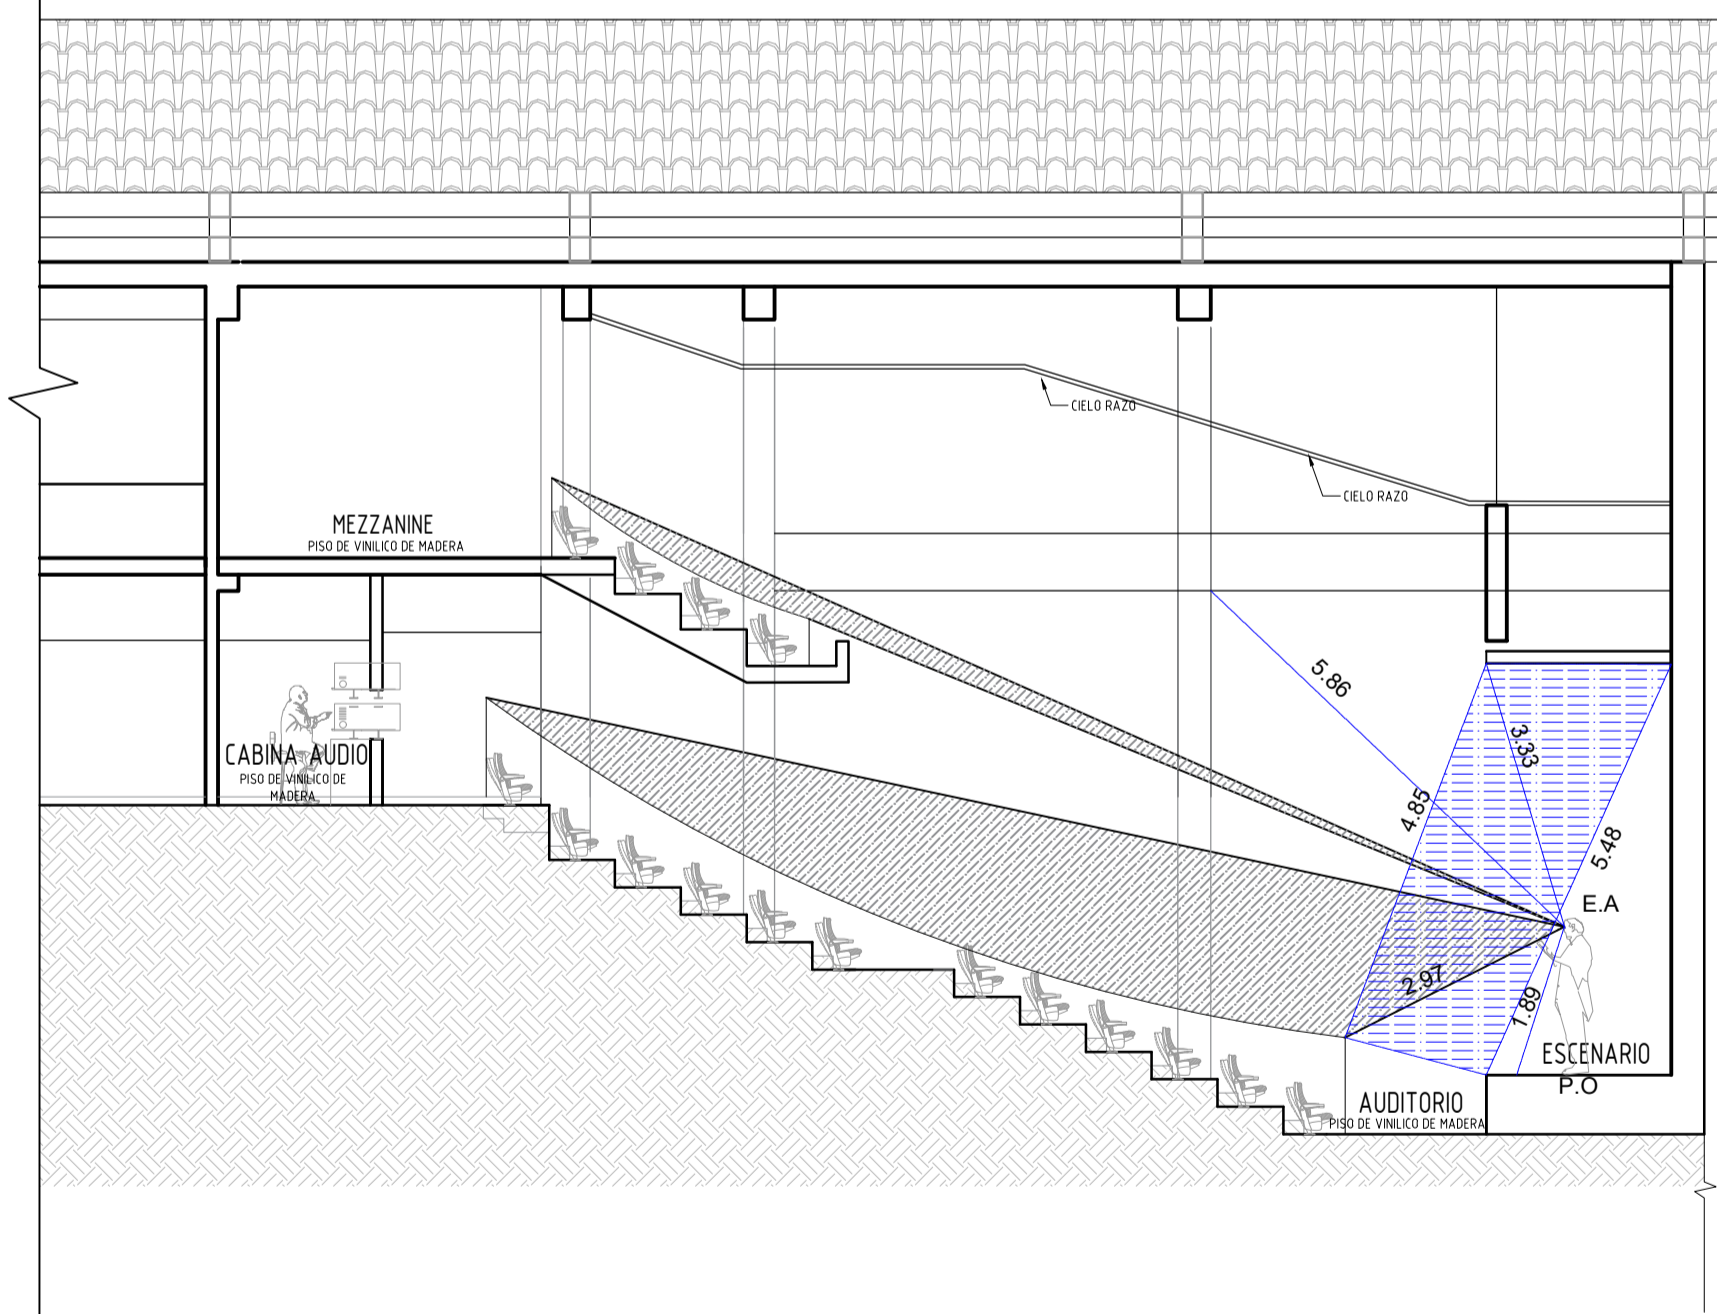 CIELO RAZO
CIELO RAZO
MEZZANINE
PISO DE VINILICO DE MADERA
5.86
3.33
CABINA AUDIO
PISO DE VINILICO DE
MADERA
4.85
5.48
E.A
2.97
1.89
ESCENARIO
P.O
AUDITORIO
PISO DE VINILICO DE MADERA